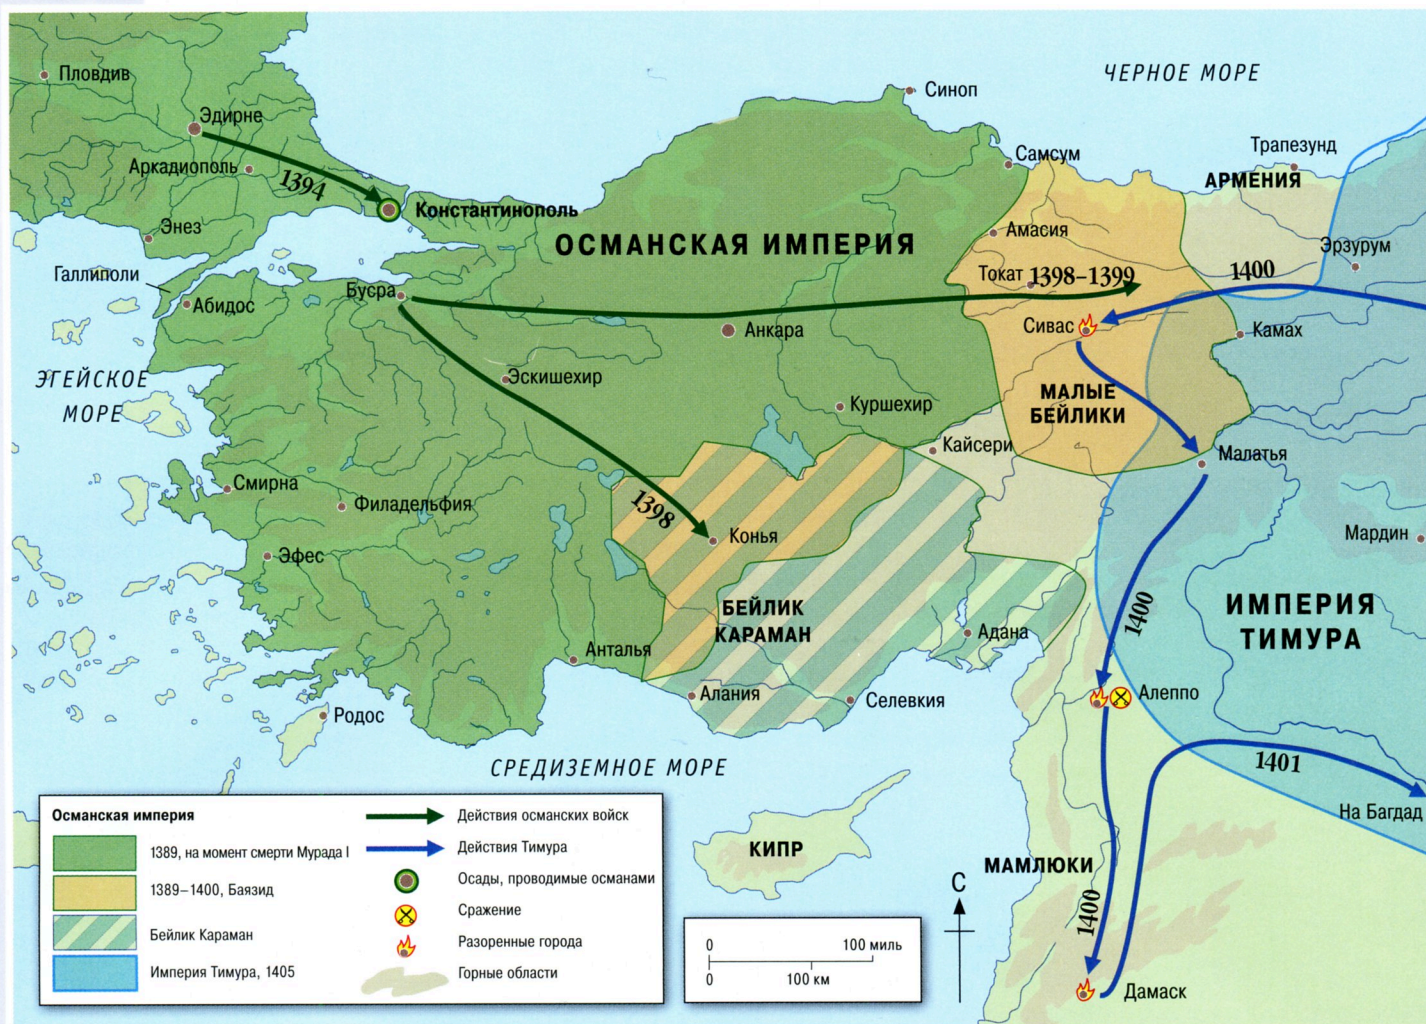 ЧЕРНОЕ МОРЕ
Пловдив
Синоп
Эдирне
Трапезунд
Самсум
Аркадиополь
1394
АРМЕНИЯ
Константинополь
Энез
ОСМАНСКАЯ ИМПЕРИЯ
Амасия
Эрзурум
Галлиполи
Токат
1398–1399
1400
Абидос
Бусра
Анкара
Сивас
Камах
ЭГЕЙСКОЕ
МОРЕ
Эскишехир
МАЛЫЕ
БЕЙЛИКИ
Куршехир
Кайсери
Малатья
Смирна
Филадельфия
1398
Конья
Мардин
Эфес
БЕЙЛИК
КАРАМАН
1400
ИМПЕРИЯ
ТИМУРА
Адана
Анталья
Алания
Селевкия
Алеппо
Родос
СРЕДИЗЕМНОЕ МОРЕ
1401
На Багдад
КИПР
МАМЛЮКИ
1400
Дамаск
С
Османская империя
1389, на момент смерти Мурада I
1389–1400, Баязид
Бейлик Караман
Империя Тимура, 1405
Действия османских войск
Действия Тимура
Осады, проводимые османами
Сражение
Разоренные города
Горные области
0
100 миль
0
100 км